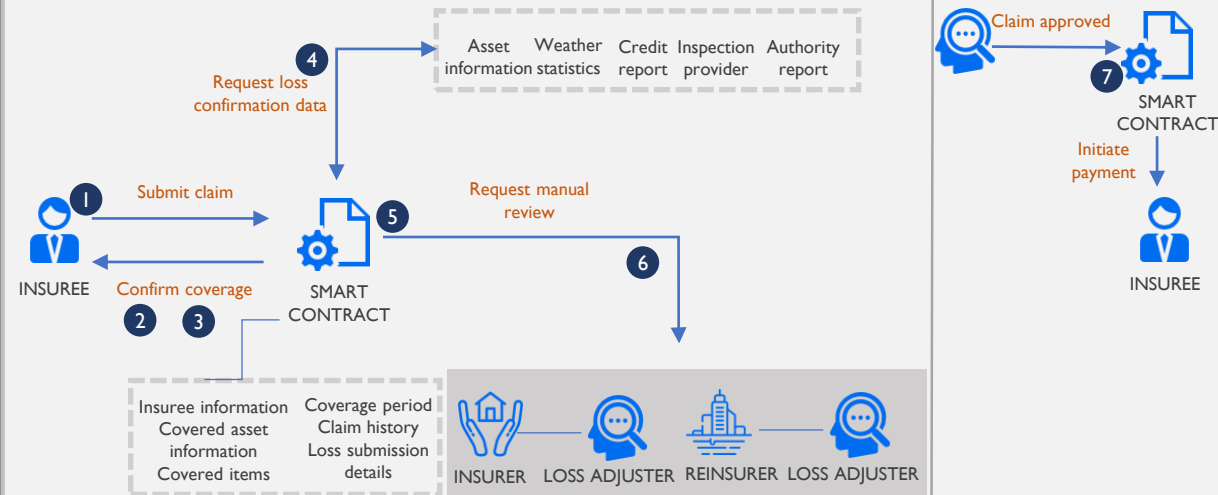 Asset
information
Weather
statistics
Credit
report
Inspection
provider
Authority
report
4
Request loss
confirmation data
1
Submit claim
Request manual
review
5
6
INSUREE
Confirm coverage
2
3
SMART
CONTRACT
Insuree information
Covered asset
information
Covered items
Coverage period
Claim history
Loss submission
details
INSURER
LOSS ADJUSTER
REINSURER
LOSS ADJUSTER
Claim approved
7
SMART
CONTRACT
Initiate
payment
INSUREE